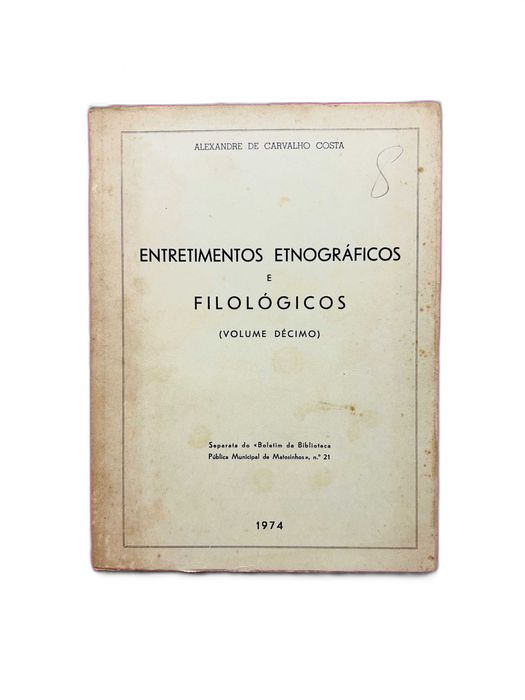 ALEXANDRE DE CARVALHO COSTA
8
ENTRETIMENTOS ETNOGRÁFICOS
E
FILOLÓGICOS
(VOLUME DÉCIMO)
Separata do «Boletim da Biblioteca
Pública Municipal de Matosinhos», n.º 21
1974